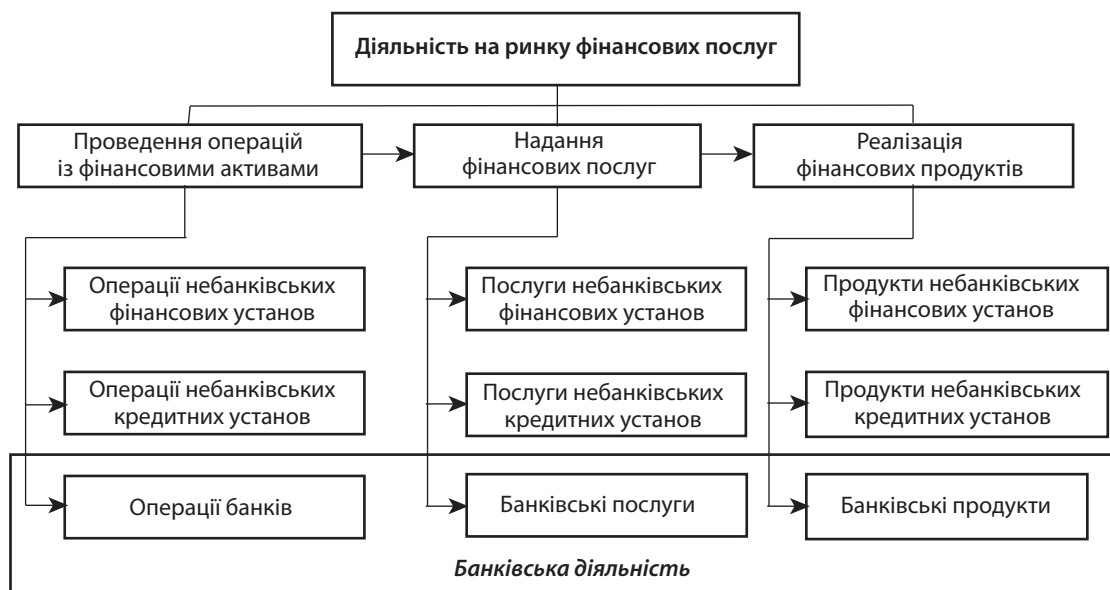 Діяльність на ринку фінансових послуг
Проведення операцій
із фінансовими активами
Надання
фінансових послуг
Реалізація
фінансових продуктів
Операції небанківських
фінансових установ
Послуги небанківських
фінансових установ
Продукти небанківських
фінансових установ
Операції небанківських
кредитних установ
Послуги небанківських
кредитних установ
Продукти небанківських
кредитних установ
Операції банків
Банківські послуги
Банківські продукти
Банківська діяльність